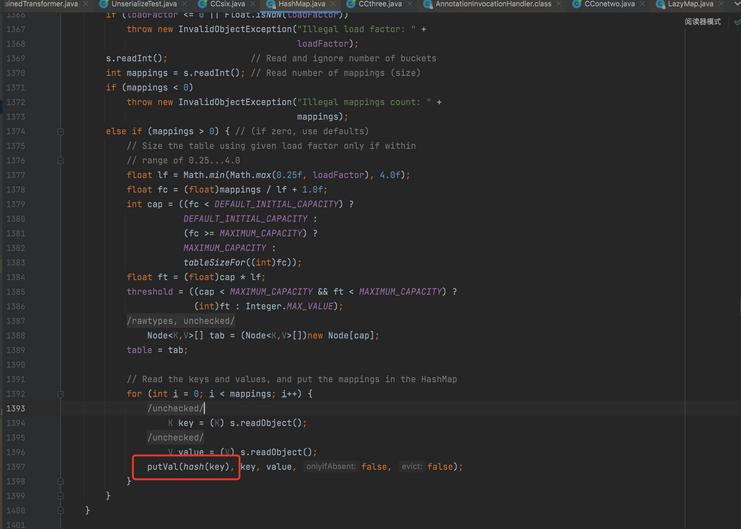 ainedTransformer.java UnserializeTest.java CCsix.java HashMap.java CCthree.java AnnotationInvocationHandler.class CConetwo.java LazyMap.java
阅读器模式
1366 if (loadFactor <= 0 || Float.isNaN(loadFactor))
1367 throw new InvalidObjectException("Illegal load factor: " +
1368 loadFactor);
1369 s.readInt(); // Read and ignore number of buckets
1370 int mappings = s.readInt(); // Read number of mappings (size)
1371 if (mappings < 0)
1372 throw new InvalidObjectException("Illegal mappings count: " +
1373 mappings);
1374 else if (mappings > 0) { // (if zero, use defaults)
1375 // Size the table using given load factor only if within
1376 // range of 0.25...4.0
1377 float lf = Math.min(Math.max(0.25f, loadFactor), 4.0f);
1378 float fc = (float)mappings / lf + 1.0f;
1379 int cap = ((fc < DEFAULT_INITIAL_CAPACITY) ?
1380 DEFAULT_INITIAL_CAPACITY :
1381 (fc >= MAXIMUM_CAPACITY) ?
1382 MAXIMUM_CAPACITY :
1383 tableSizeFor((int)fc));
1384 float ft = (float)cap * lf;
1385 threshold = ((cap < MAXIMUM_CAPACITY && ft < MAXIMUM_CAPACITY) ?
1386 (int)ft : Integer.MAX_VALUE);
1387 /rawtypes, unchecked/
1388 Node<K,V>[] tab = (Node<K,V>[])new Node[cap];
1389 table = tab;
1390
1391 // Read the keys and values, and put the mappings in the HashMap
1392 for (int i = 0; i < mappings; i++) {
1393 /unchecked/
1394 K key = (K) s.readObject();
1395 /unchecked/
1396 V value = (V) s.readObject();
1397 putVal(hash(key), key, value, onlyIfAbsent: false, evict: false);
1398 }
1399 }
1400 }
1401